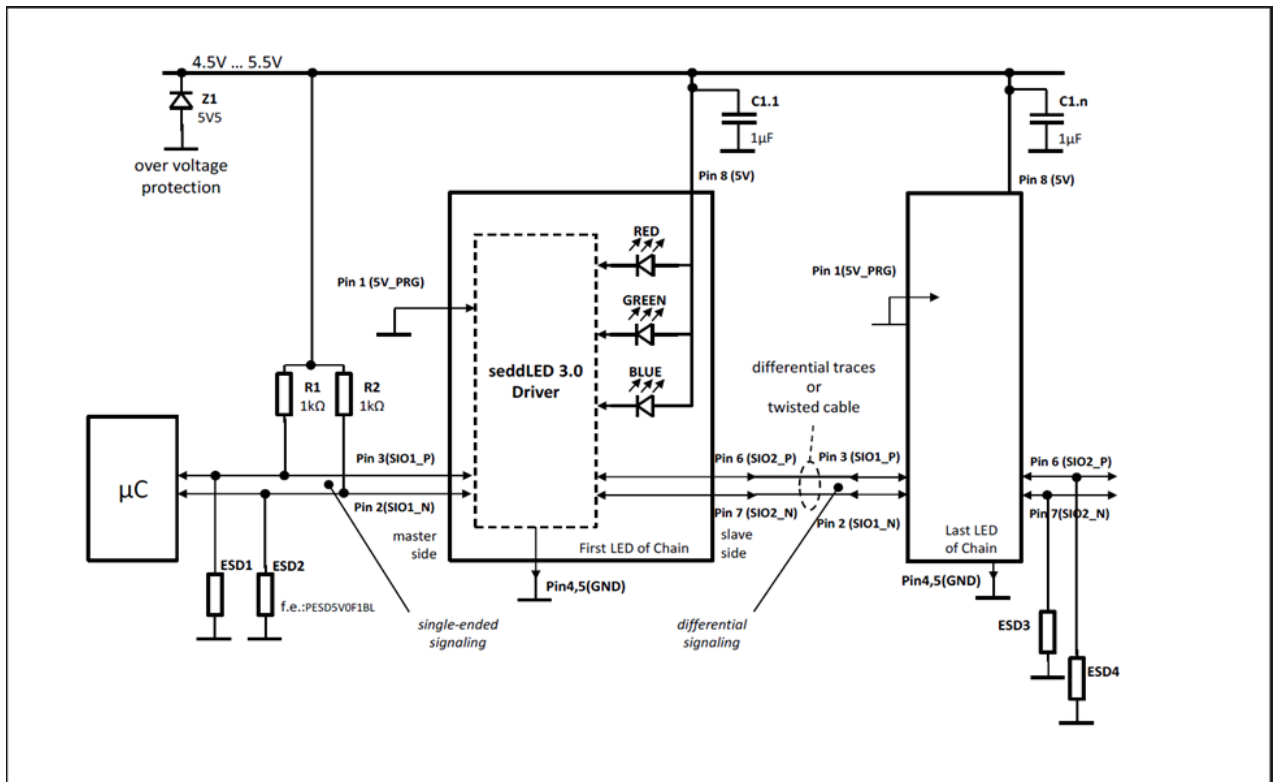 4.5V ... 5.5V
Z1
5V5
over voltage
protection
C1.1
1µF
C1.n
1µF
Pin 8 (5V)
Pin 8 (5V)
RED
Pin 1 (5V_PRG)
Pin 1(5V_PRG)
GREEN
seddLED 3.0
Driver
BLUE
differential traces
or
twisted cable
R1
1kΩ
R2
1kΩ
µC
Pin 3(SIO1_P)
Pin 2(SIO1_N)
Pin 6 (SIO2_P)
Pin 3 (SIO1_P)
Pin 6 (SIO2_P)
Pin 7 (SIO2_N)
Pin 2 (SIO1_N)
Pin 7(SIO2_N)
master
side
First LED of Chain
slave
side
Last LED
of Chain
ESD1
ESD2
f.e.:PESD5V0F1BL
Pin4,5(GND)
Pin4,5(GND)
single-ended
signaling
differential
signaling
ESD3
ESD4